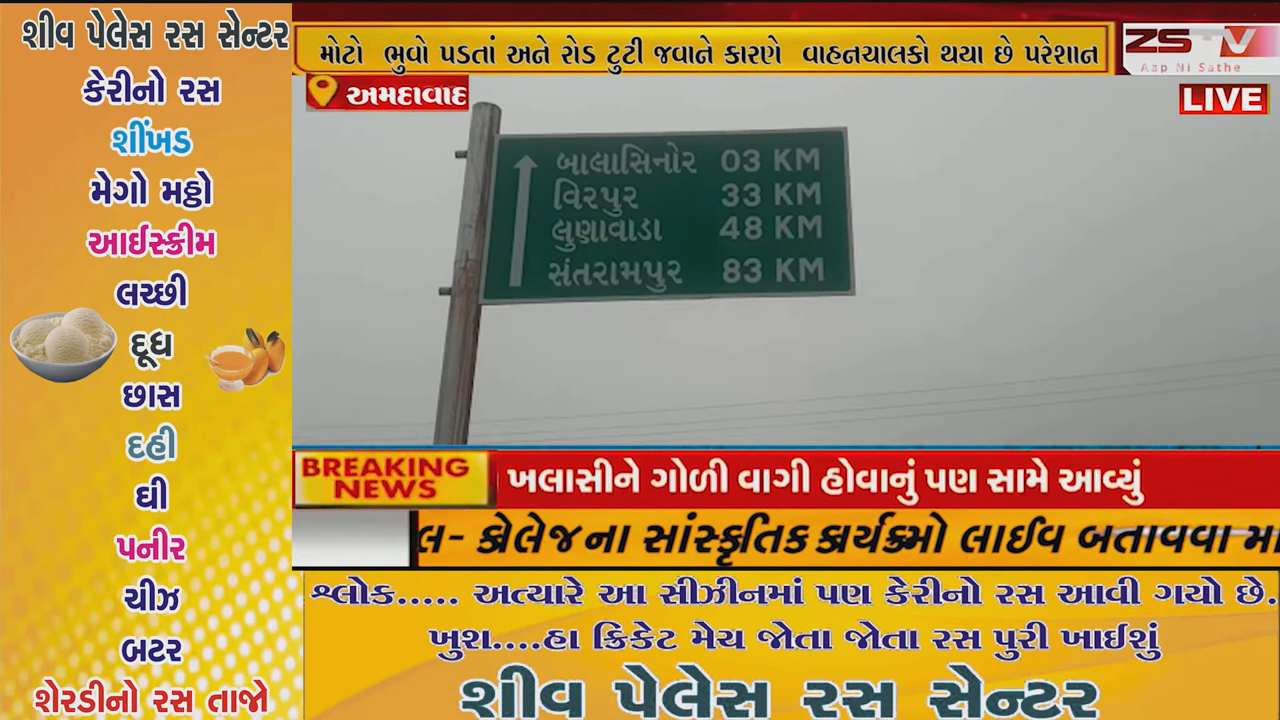 શીવ પેલેસ રસ સેન્ટર
કેરીનો રસ
શીંખડ
મેગો મઠ્ઠો
આઈસ્ક્રીમ
લચ્છી
દૂધ
છાસ
દહી
ઘી
પનીર
ચીઝ
બટર
શેરડીનો રસ તાજો
મોટો ભુવો પડતાં અને રોડ ટુટી જવાને કારણે વાહનચાલકો થયા છે પરેશાન
ZS TV
Aap Ni Sathe
અમદાવાદ
LIVE
બાલાસિનોર 03 KM
વિરપુર 33 KM
લુણાવાડા 48 KM
સંતરામપુર 83 KM
BREAKING NEWS
ખલાસીને ગોળી વાગી હોવાનું પણ સામે આવ્યું
લ- કોલેજના સાંસ્કૃતિક કાર્યક્રમો લાઈવ બતાવવા મા
શ્લોક..... અત્યારે આ સીઝીનમાં પણ કેરીનો રસ આવી ગયો છે.
ખુશ....હા ક્રિકેટ મેચ જોતા જોતા રસ પુરી ખાઈશું
શીવ પેલેસ રસ સેન્ટર